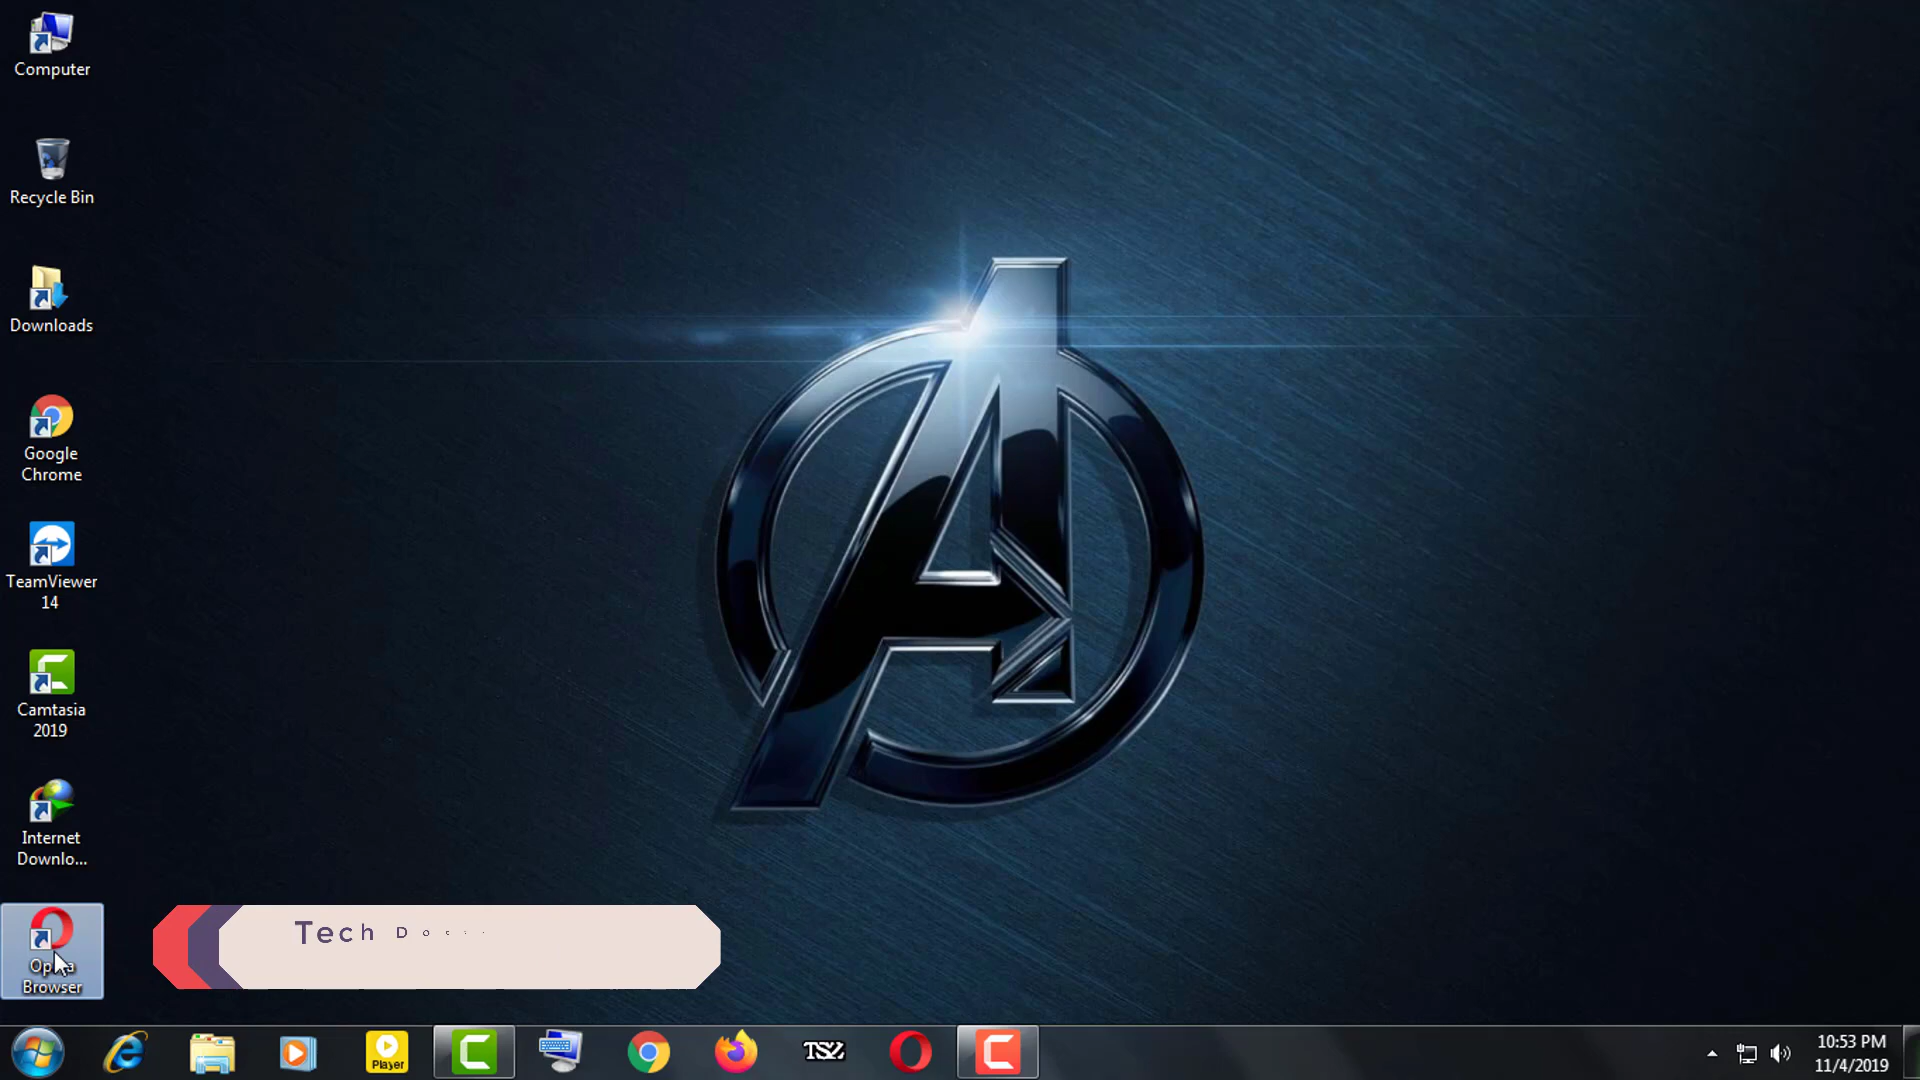 Computer
Recycle Bin
Downloads
Google
Chrome
TeamViewer
14
Camtasia
2019
Internet
Downlo...
Browser
Tech
Player
TSZ
10:53 PM
11/4/2019